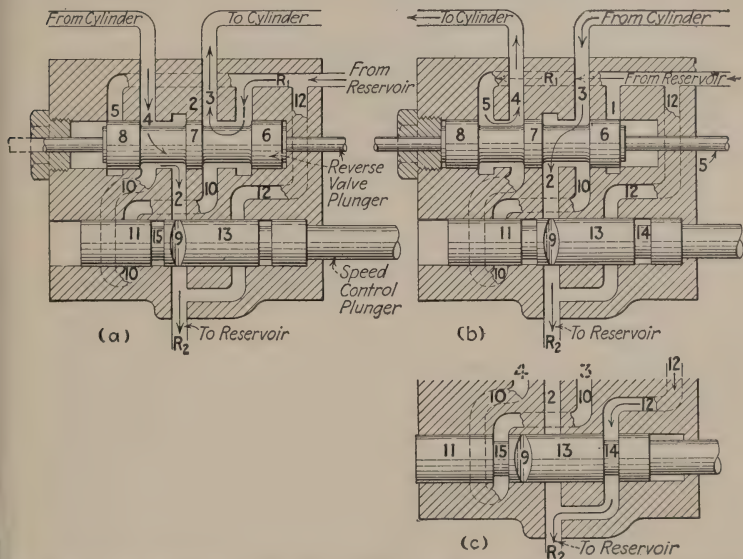 From Cylinder
To Cylinder
R1
From
Reservoir
5
4
2
3
12
8
7
6
Reverse
Valve
Plunger
10
2
10
12
11
15
9
13
10
Speed
Control
Plunger
(a)
To Reservoir
R2
To Cylinder
From Cylinder
R1
From Reservoir
5
4
3
1
12
8
7
6
10
2
10
12
5
11
9
13
14
10
(b)
To Reservoir
R2
4
3
12
10
2
10
12
11
15
9
13
14
(c)
To Reservoir
R2